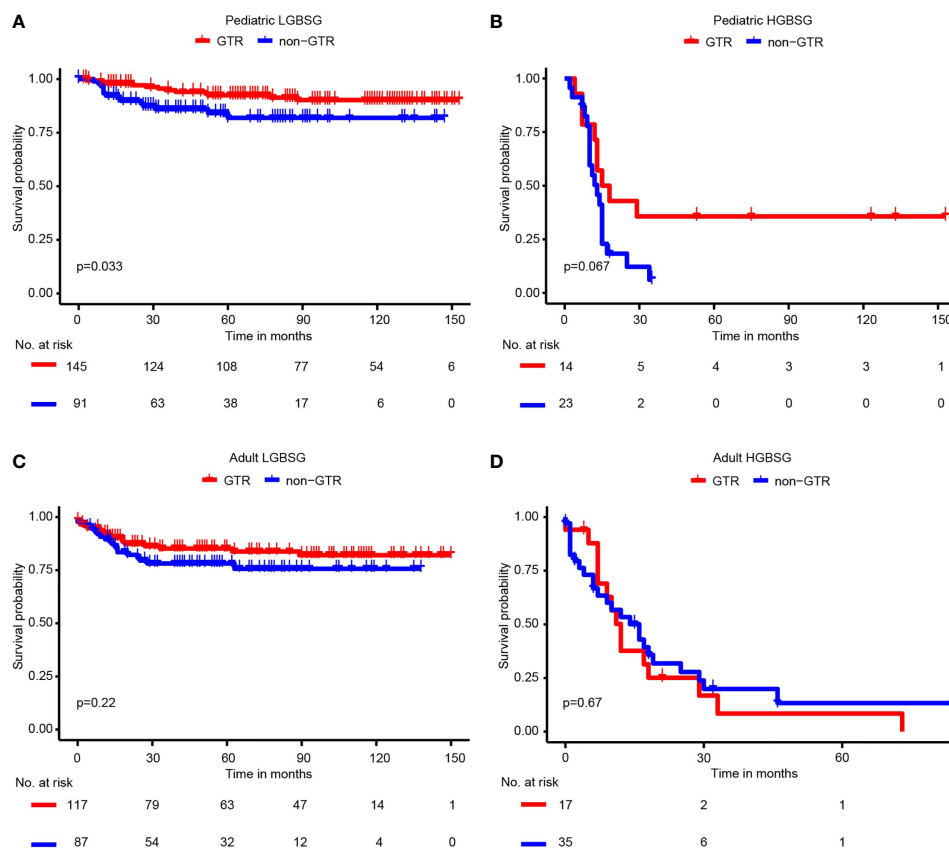 A
Pediatric LGBSG
GTR non−GTR
Survival probability
1.00
0.75
0.50
0.25
0.00
p=0.033
0 30 60 90 120 150
Time in months
No. at risk
145 124 108 77 54 6
91 63 38 17 6 0
B
Pediatric HGBSG
GTR non−GTR
Survival probability
1.00
0.75
0.50
0.25
0.00
p=0.067
0 30 60 90 120 150
Time in months
No. at risk
14 5 4 3 3 1
23 2 0 0 0 0
C
Adult LGBSG
GTR non−GTR
Survival probability
1.00
0.75
0.50
0.25
0.00
p=0.22
0 30 60 90 120 150
Time in months
No. at risk
117 79 63 47 14 1
87 54 32 12 4 0
D
Adult HGBSG
GTR non−GTR
Survival probability
1.00
0.75
0.50
0.25
0.00
p=0.67
0 30 60
Time in months
No. at risk
17 2 1
35 6 1